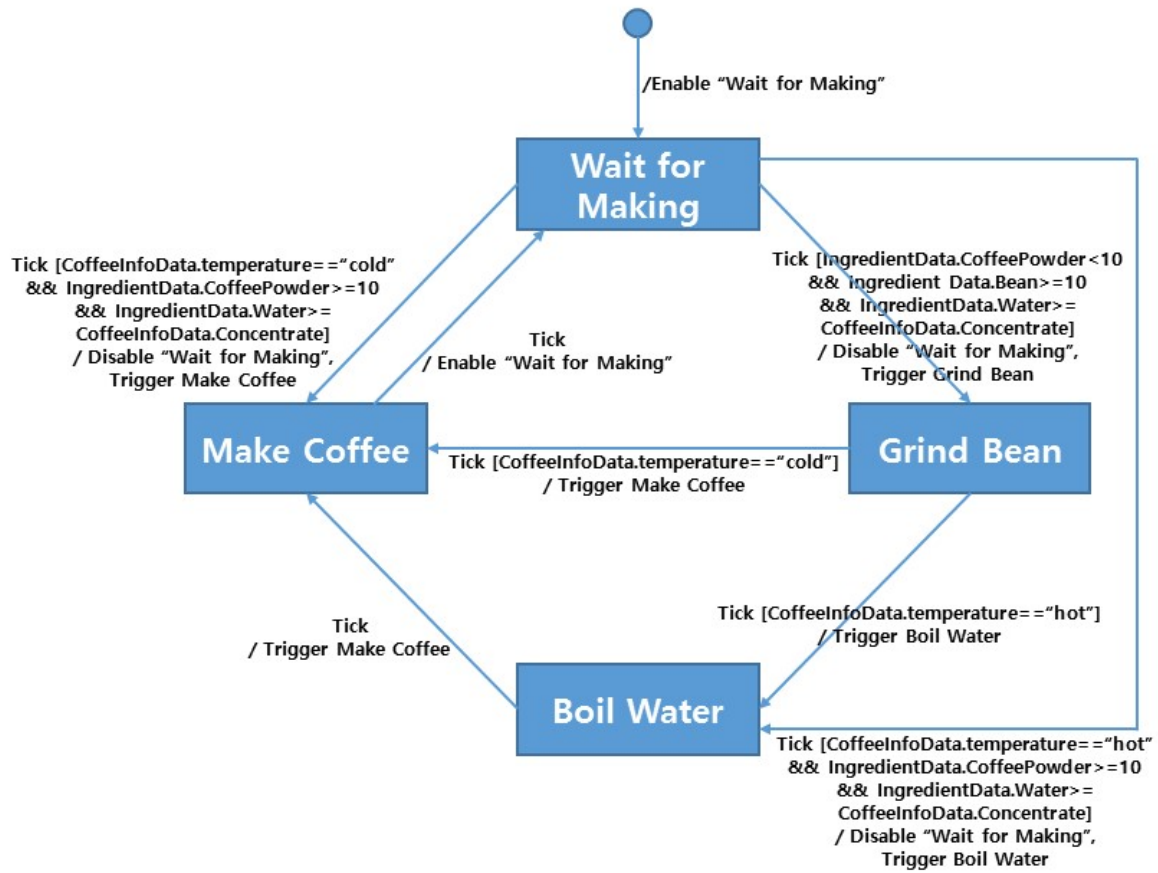 /Enable “Wait for Making”
Wait for
Making
Tick [CoffeeInfoData.temperature==“cold”
&& IngredientData.CoffeePowder>=10
&& IngredientData.Water>=
CoffeeInfoData.Concentrate]
/ Disable “Wait for Making”,
Trigger Make Coffee
Tick
/ Enable “Wait for Making”
Tick [IngredientData.CoffeePowder<10
&& Ingredient Data.Bean>=10
&& IngredientData.Water>=
CoffeeInfoData.Concentrate]
/ Disable “Wait for Making”,
Trigger Grind Bean
Make Coffee
Grind Bean
Tick [CoffeeInfoData.temperature==“cold”]
/ Trigger Make Coffee
Tick [CoffeeInfoData.temperature==“hot”]
/ Trigger Boil Water
Tick
/ Trigger Make Coffee
Boil Water
Tick [CoffeeInfoData.temperature==“hot”
&& IngredientData.CoffeePowder>=10
&& IngredientData.Water>=
CoffeeInfoData.Concentrate]
/ Disable “Wait for Making”,
Trigger Boil Water